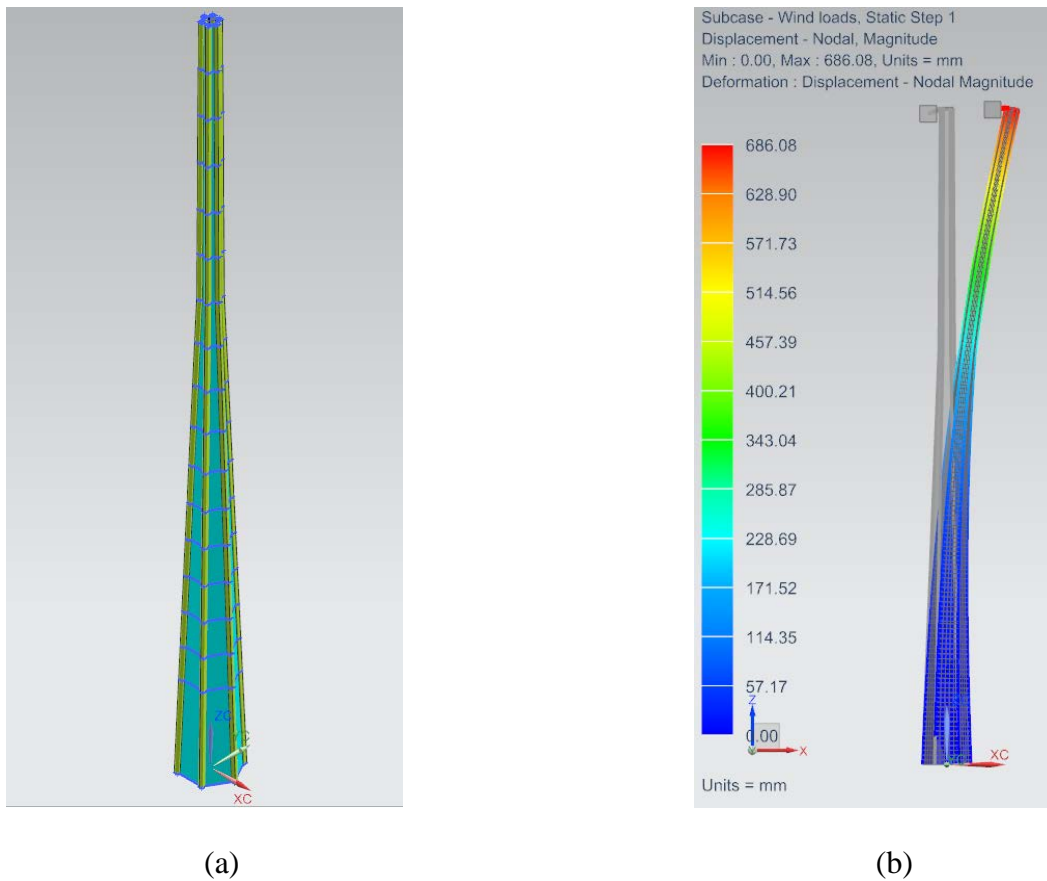 Subcase - Wind loads, Static Step 1
Displacement - Nodal, Magnitude
Min : 0.00, Max : 686.08, Units = mm
Deformation : Displacement - Nodal Magnitude
686.08
628.90
571.73
514.56
457.39
400.21
343.04
285.87
228.69
171.52
114.35
57.17
0.00
Units = mm
Z
X
XC
ZC
XC
(a)
(b)